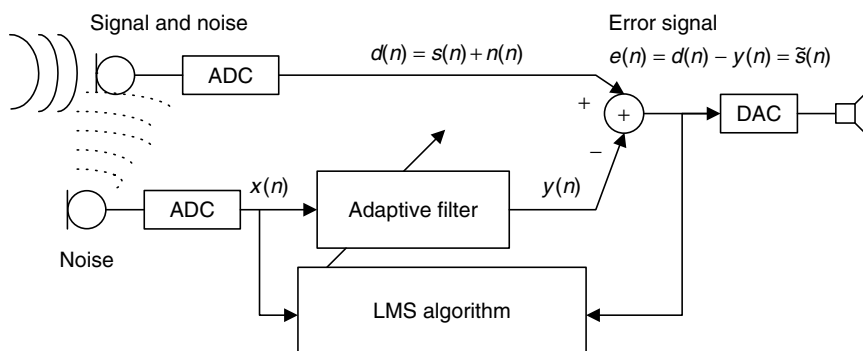 Signal and noise
Error signal
ADC
d(n) = s(n) + n(n)
e(n) = d(n) − y(n) = s̃(n)
+
+
DAC
−
x(n)
ADC
Adaptive filter
y(n)
Noise
LMS algorithm